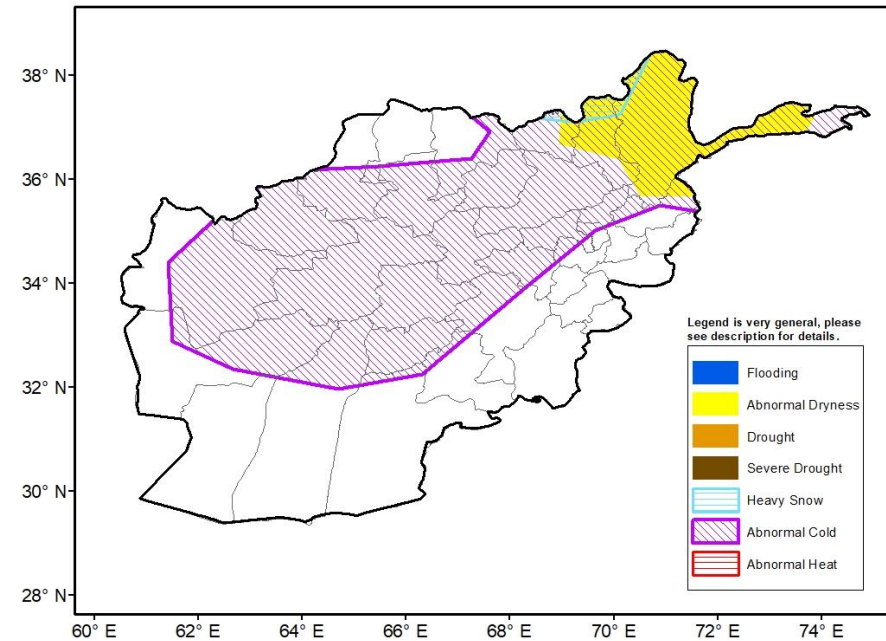 38° N
36° N
34° N
32° N
30° N
28° N
Legend is very general, please
see description for details.
Flooding
Abnormal Dryness
Drought
Severe Drought
Heavy Snow
Abnormal Cold
Abnormal Heat
60° E 62° E 64° E 66° E 68° E 70° E 72° E 74° E